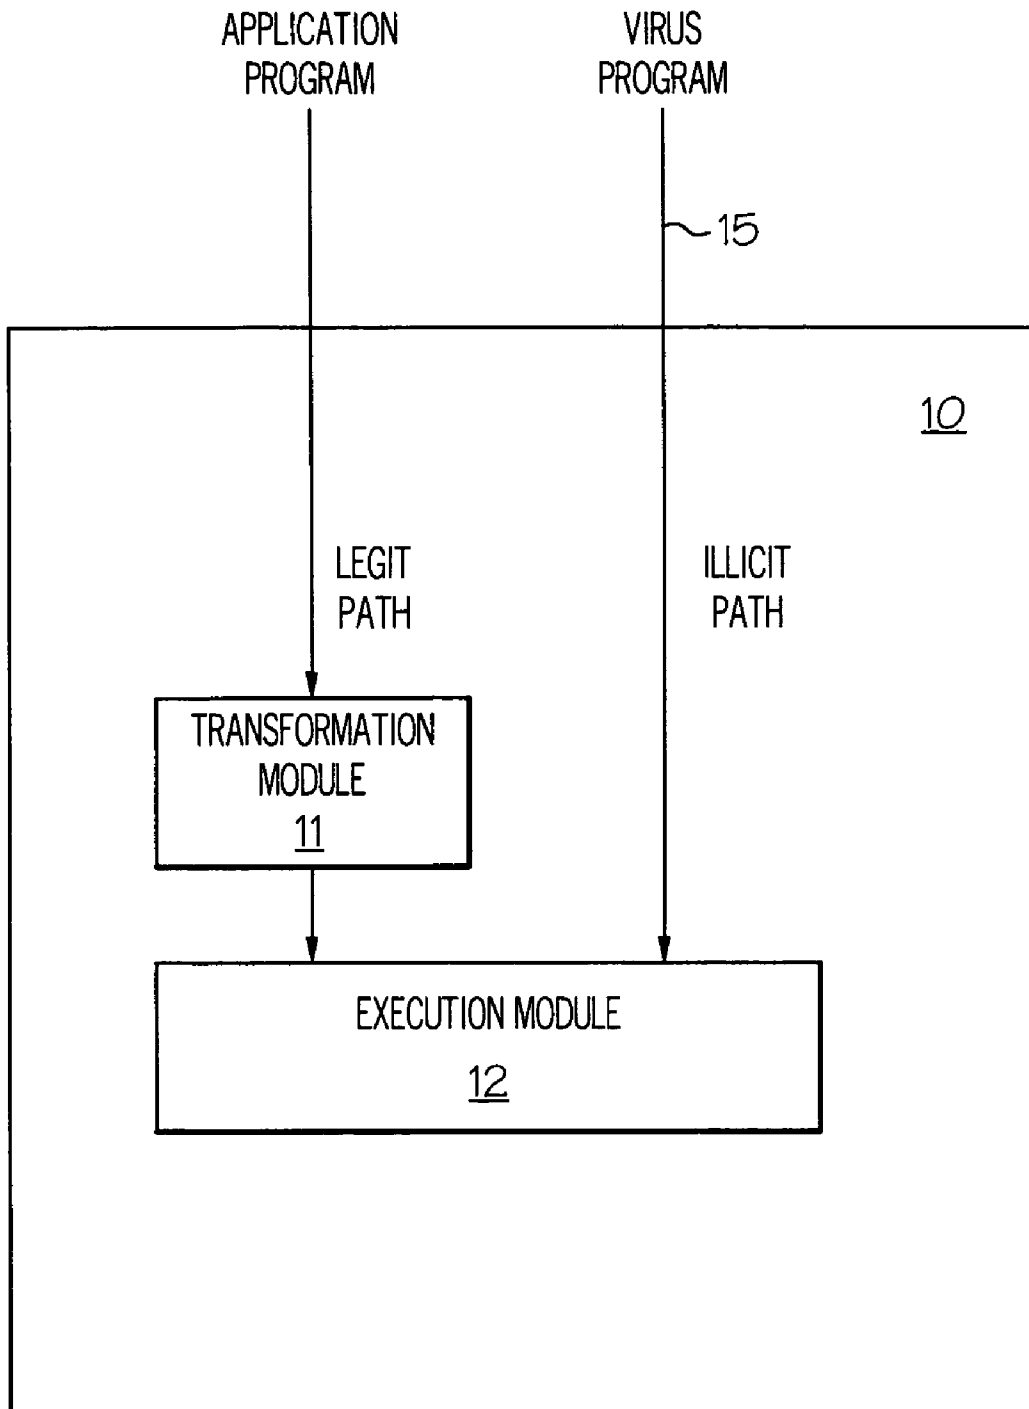 APPLICATION
PROGRAM
VIRUS
PROGRAM
15
10
LEGIT
PATH
ILLICIT
PATH
TRANSFORMATION
MODULE
11
EXECUTION MODULE
12